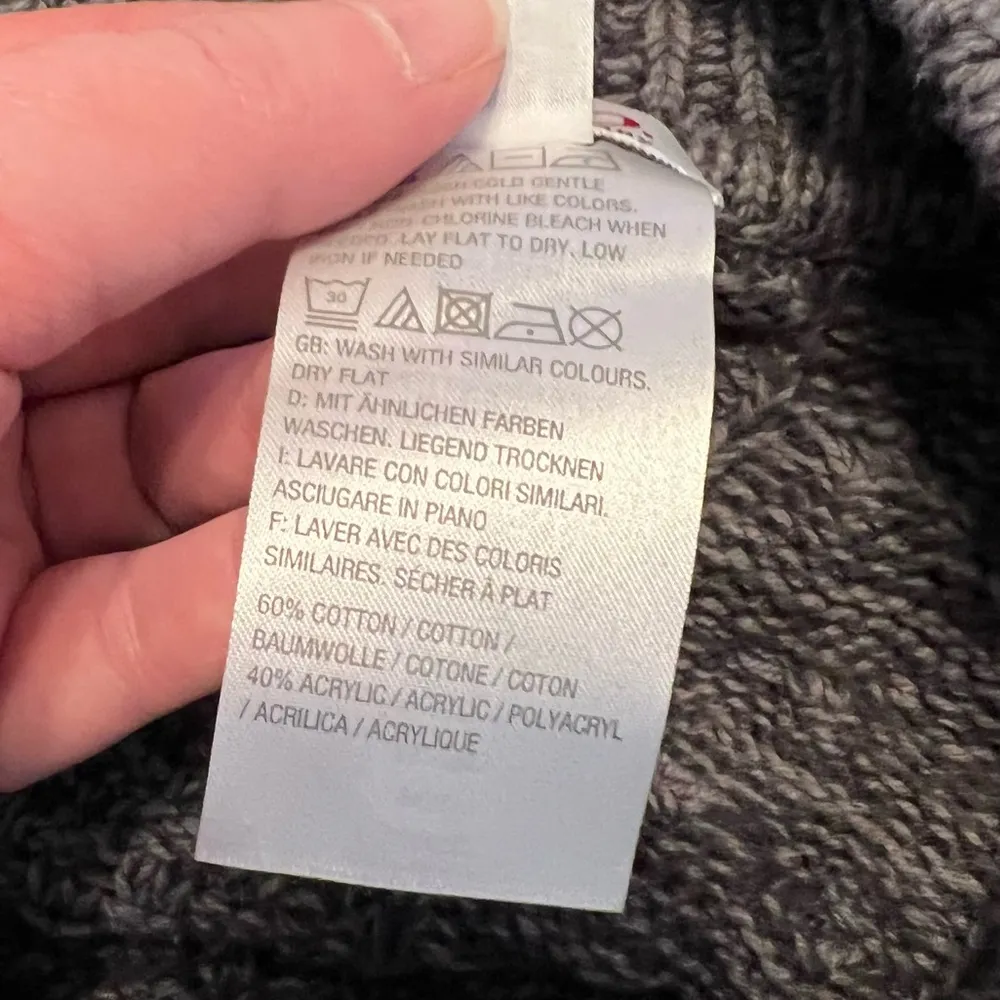 COLD GENTLE
WITH LIKE COLORS.
CHLORINE BLEACH WHEN
LAY FLAT TO DRY, LOW
IRON IF NEEDED
30
GB: WASH WITH SIMILAR COLOURS.
DRY FLAT
D: MIT ÄHNLICHEN FARBEN
WASCHEN. LIEGEND TROCKNEN
I: LAVARE CON COLORI SIMILARI.
ASCIUGARE IN PIANO
F: LAVER AVEC DES COLORIS
SIMILAIRES. SÉCHER À PLAT
60% COTTON / COTTON /
BAUMWOLLE / COTONE / COTON
40% ACRYLIC / ACRYLIC / POLYACRYL
/ ACRILICA / ACRYLIQUE